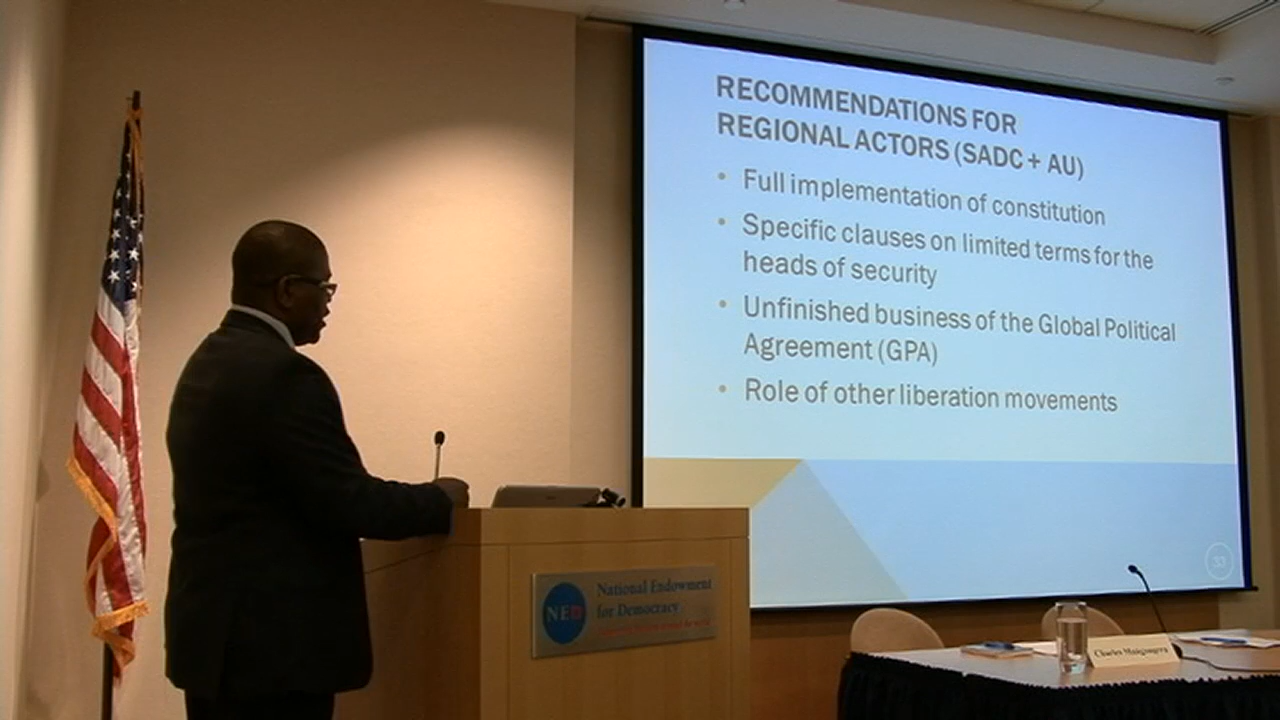 RECOMMENDATIONS FOR
REGIONAL ACTORS (SADC + AU)
• Full implementation of constitution
• Specific clauses on limited terms for the
heads of security
• Unfinished business of the Global Political
Agreement (GPA)
• Role of other liberation movements
33
NED
National Endowment
for Democracy
Charles